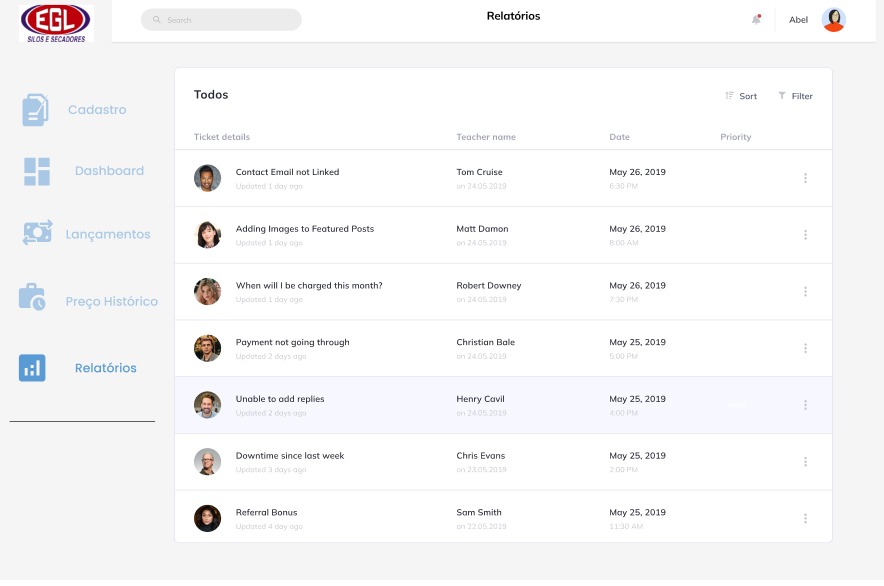 EGL
SILOS E SECADORES
Search
Relatórios
Abel
Cadastro
Dashboard
Lançamentos
Preço Histórico
Relatórios
Todos
Sort
Filter
Ticket details
Teacher name
Date
Priority
Contact Email not Linked
Updated 1 day ago
Tom Cruise
on 24.05.2019
May 26, 2019
6:30 PM
Adding Images to Featured Posts
Updated 1 day ago
Matt Damon
on 24.05.2019
May 26, 2019
8:00 AM
When will I be charged this month?
Updated 1 day ago
Robert Downey
on 24.05.2019
May 26, 2019
7:30 PM
Payment not going through
Updated 2 days ago
Christian Bale
on 24.05.2019
May 25, 2019
5:00 PM
Unable to add replies
Updated 2 days ago
Henry Cavil
on 24.05.2019
May 25, 2019
4:00 PM
Downtime since last week
Updated 3 days ago
Chris Evans
on 23.05.2019
May 25, 2019
2:00 PM
Referral Bonus
Updated 4 day ago
Sam Smith
on 22.05.2019
May 25, 2019
11:30 AM